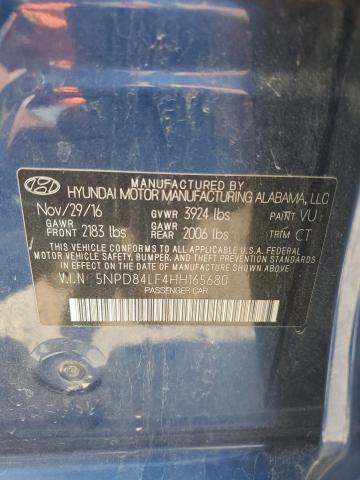 MANUFACTURED BY
HYUNDAI MOTOR MANUFACTURING ALABAMA, LLC
Nov/29/16 GVWR 3924 lbs PAINT VU
GAWR FRONT 2183 lbs GAWR REAR 2006 lbs TRIM CT
THIS VEHICLE CONFORMS TO ALL APPLICABLE U.S.A. FEDERAL
MOTOR VEHICLE SAFETY, BUMPER, AND THEFT PREVENTION
STANDARDS IN EFFECT ON THE DATE OF MANUFACTURE SHOWN ABOVE.
V.I.N 5NPD84LF4HH165680
PASSENGER CAR